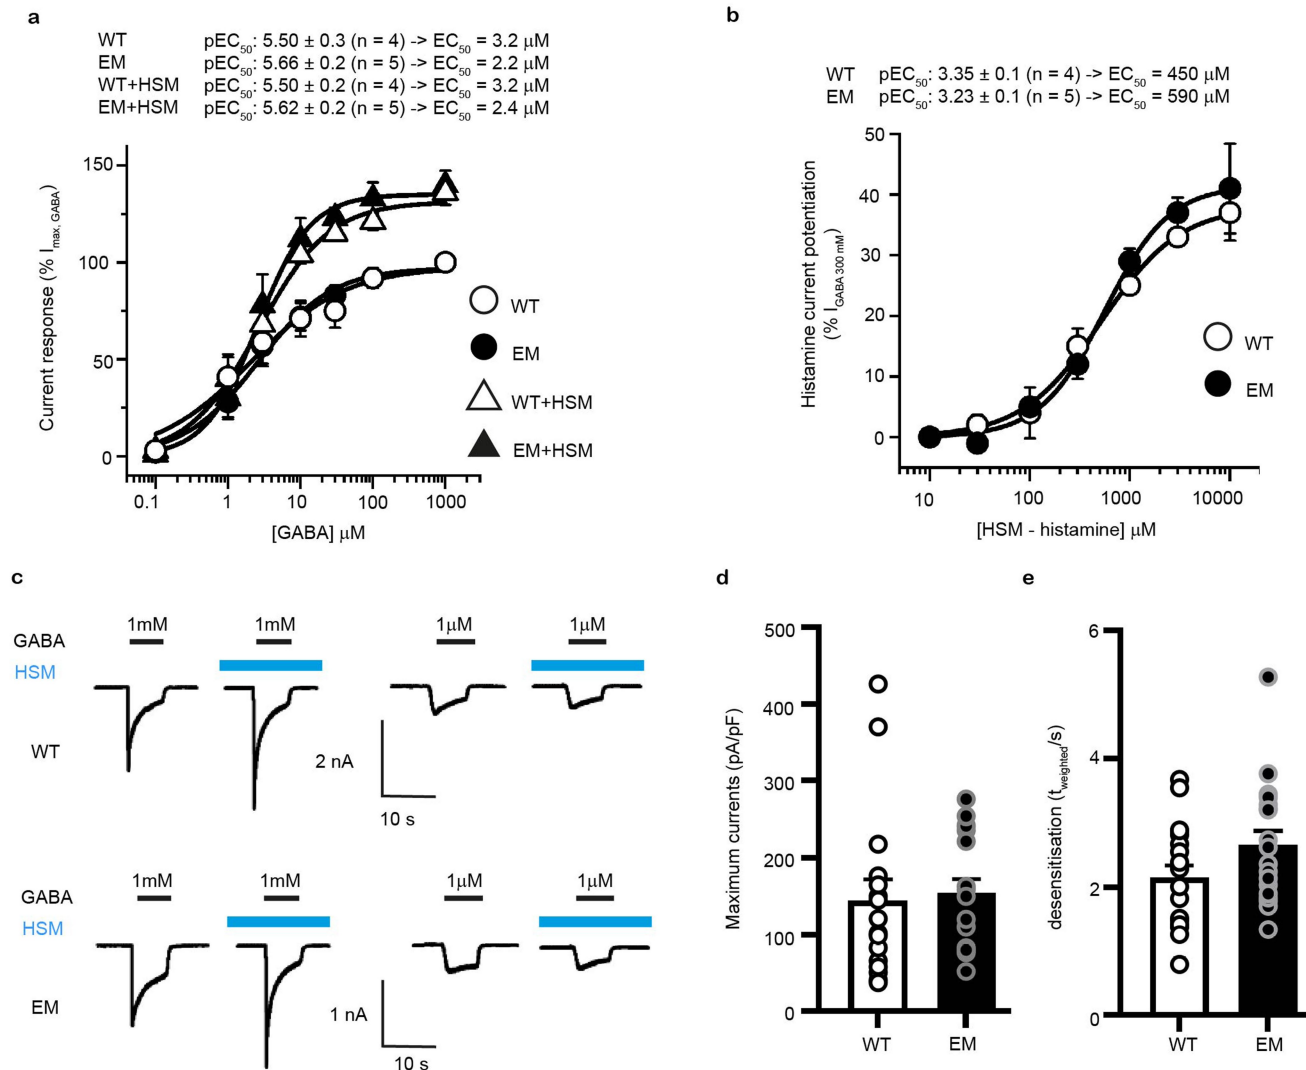 a
WT pEC50: 5.50 ± 0.3 (n = 4) -> EC50 = 3.2 μM
EM pEC50: 5.66 ± 0.2 (n = 5) -> EC50 = 2.2 μM
WT+HSM pEC50: 5.50 ± 0.2 (n = 4) -> EC50 = 3.2 μM
EM+HSM pEC50: 5.62 ± 0.2 (n = 5) -> EC50 = 2.4 μM
Current response (% Imax, GABA)
150
100
50
0
0.1 1 10 100 1000
[GABA] μM
WT
EM
WT+HSM
EM+HSM
b
WT pEC50: 3.35 ± 0.1 (n = 4) -> EC50 = 450 μM
EM pEC50: 3.23 ± 0.1 (n = 5) -> EC50 = 590 μM
Histamine current potentiation
(% IGABA 300 mM)
50
40
30
20
10
0
10 100 1000 10000
[HSM - histamine] μM
WT
EM
c
GABA 1mM 1mM 1μM 1μM
HSM
WT
2 nA
10 s
GABA 1mM 1mM 1μM 1μM
HSM
EM
1 nA
10 s
d
Maximum currents (pA/pF)
500
400
300
200
100
0
WT EM
e
desensitisation (tweighted/s)
6
4
2
0
WT EM